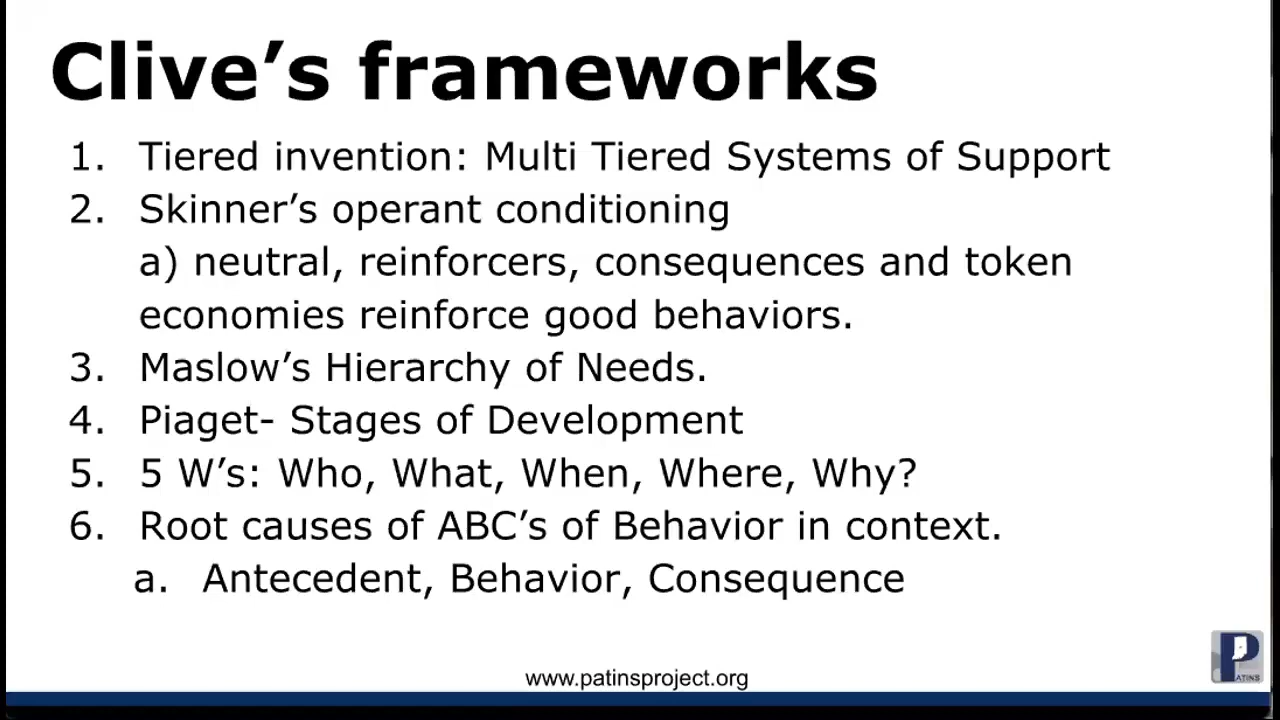 Clive’s frameworks
1. Tiered invention: Multi Tiered Systems of Support
2. Skinner’s operant conditioning
a) neutral, reinforcers, consequences and token
economies reinforce good behaviors.
3. Maslow’s Hierarchy of Needs.
4. Piaget- Stages of Development
5. 5 W’s: Who, What, When, Where, Why?
6. Root causes of ABC’s of Behavior in context.
a. Antecedent, Behavior, Consequence
PATINS
www.patinsproject.org